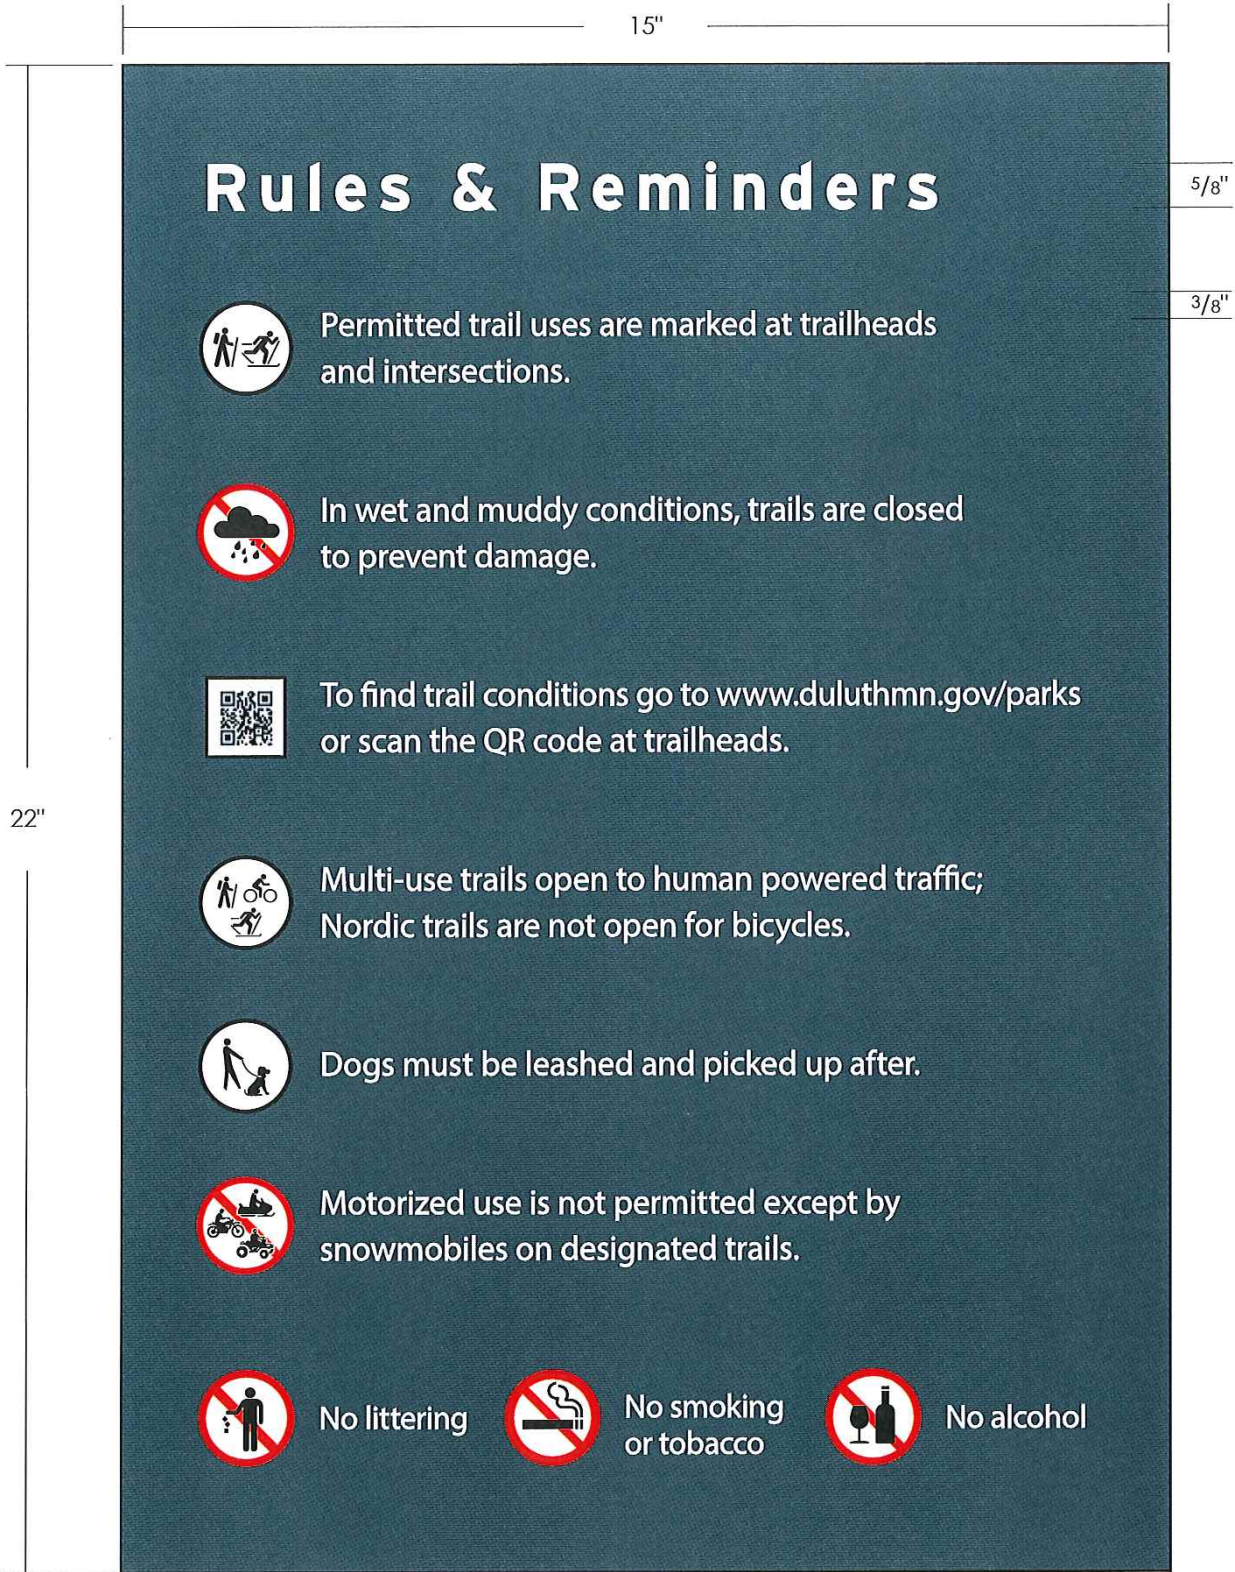 15"
Rules & Reminders
5/8"
3/8"
Permitted trail uses are marked at trailheads
and intersections.
In wet and muddy conditions, trails are closed
to prevent damage.
To find trail conditions go to www.duluthmn.gov/parks
or scan the QR code at trailheads.
22"
Multi-use trails open to human powered traffic;
Nordic trails are not open for bicycles.
Dogs must be leashed and picked up after.
Motorized use is not permitted except by
snowmobiles on designated trails.
No littering
No smoking
or tobacco
No alcohol